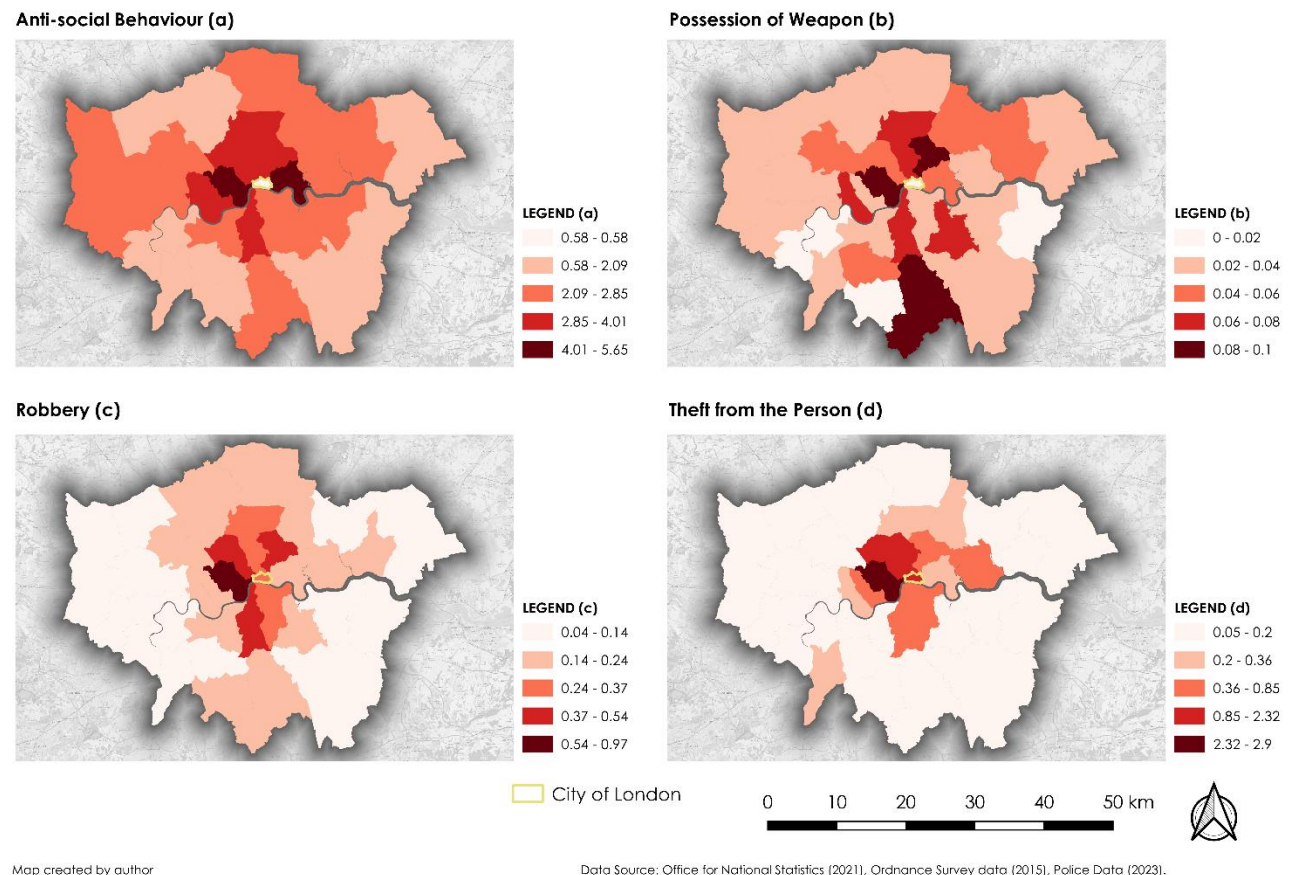 Anti-social Behaviour (a)
Possession of Weapon (b)
LEGEND (a)
0.58 - 0.58
0.58 - 2.09
2.09 - 2.85
2.85 - 4.01
4.01 - 5.65
LEGEND (b)
0 - 0.02
0.02 - 0.04
0.04 - 0.06
0.06 - 0.08
0.08 - 0.1
Robbery (c)
Theft from the Person (d)
LEGEND (c)
0.04 - 0.14
0.14 - 0.24
0.24 - 0.37
0.37 - 0.54
0.54 - 0.97
LEGEND (d)
0.05 - 0.2
0.2 - 0.36
0.36 - 0.85
0.85 - 2.32
2.32 - 2.9
City of London
0 10 20 30 40 50 km
Map created by author
Data Source: Office for National Statistics (2021), Ordnance Survey data (2015), Police Data (2023).